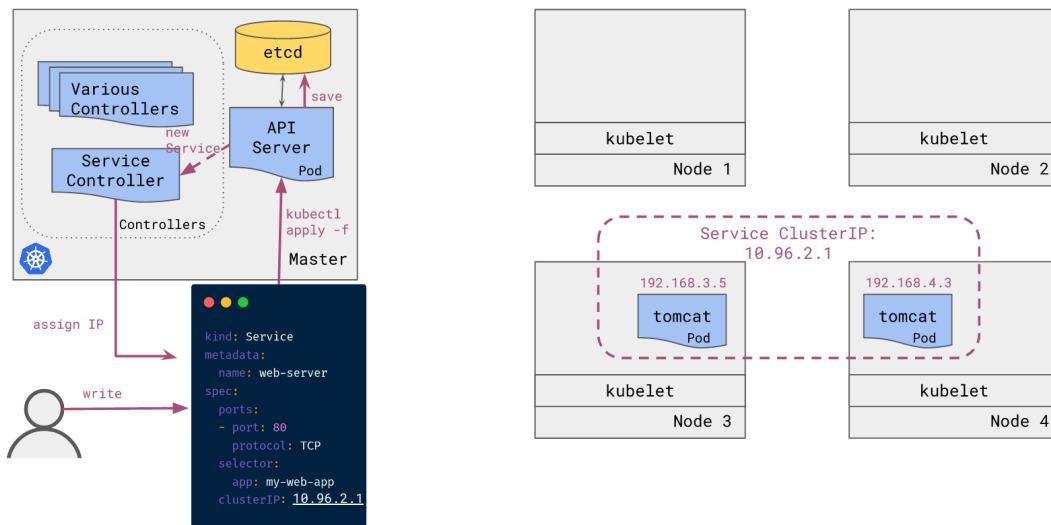 etcd
save
Various
Controllers
new
Service
API
Server
Pod
Service
Controller
Controllers
kubectl
apply -f
Master
assign IP
write
kind: Service
metadata:
name: web-server
spec:
ports:
- port: 80
protocol: TCP
selector:
app: my-web-app
clusterIP: 10.96.2.1
kubelet
Node 1
kubelet
Node 2
Service ClusterIP:
10.96.2.1
192.168.3.5
tomcat
Pod
kubelet
Node 3
192.168.4.3
tomcat
Pod
kubelet
Node 4